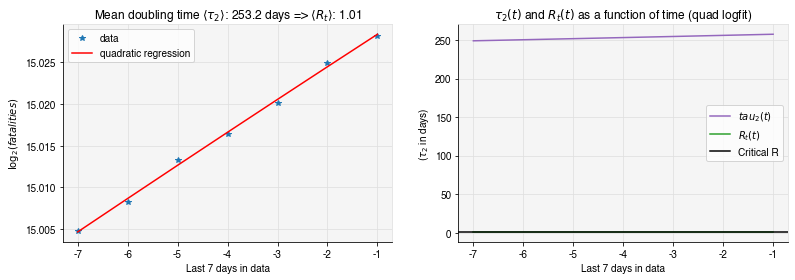 Mean doubling time ⟨τ₂⟩: 253.2 days => ⟨Rₜ⟩: 1.01
data
quadratic regression
15.025
15.020
15.015
15.010
15.005
log₂(fatalities)
-7 -6 -5 -4 -3 -2 -1
Last 7 days in data
τ₂(t) and Rₜ(t) as a function of time (quad logfit)
250
200
150
100
50
0
(τ₂ in days)
tau₂(t)
Rₜ(t)
Critical R
-7 -6 -5 -4 -3 -2 -1
Last 7 days in data